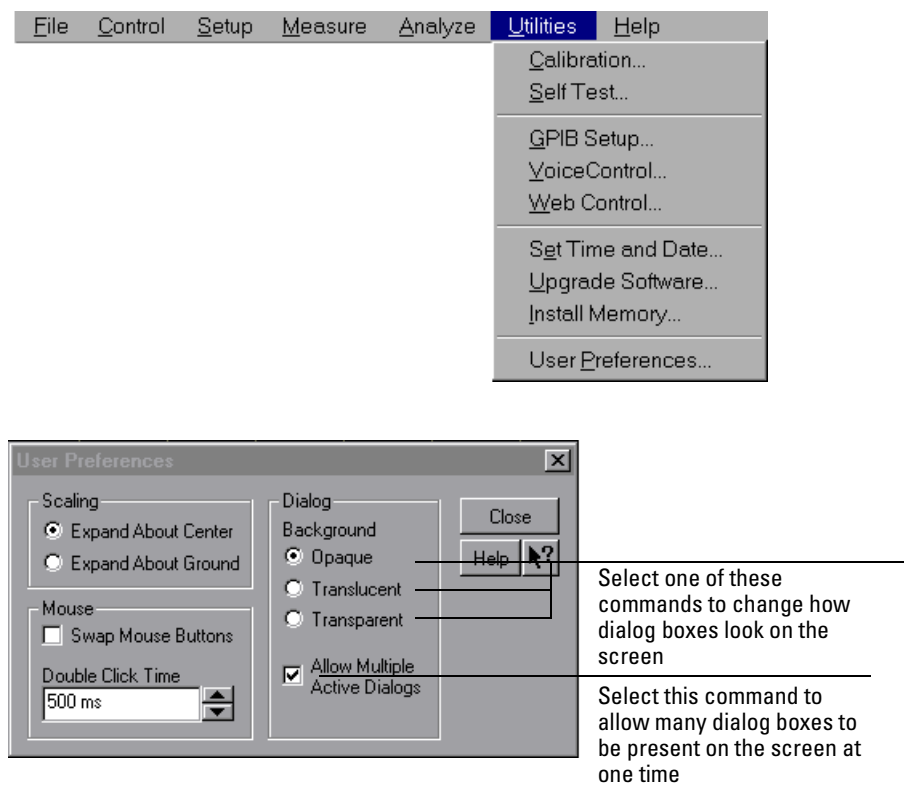 File Control Setup Measure Analyze Utilities Help
Calibration...
Self Test...
GPIB Setup...
VoiceControl...
Web Control...
Set Time and Date...
Upgrade Software...
Install Memory...
User Preferences...
User Preferences
Scaling
Expand About Center
Expand About Ground
Mouse
Swap Mouse Buttons
Double Click Time
500 ms
Dialog
Background
Opaque
Translucent
Transparent
Allow Multiple
Active Dialogs
Close
Help ?
Select one of these
commands to change how
dialog boxes look on the
screen
Select this command to
allow many dialog boxes to
be present on the screen at
one time